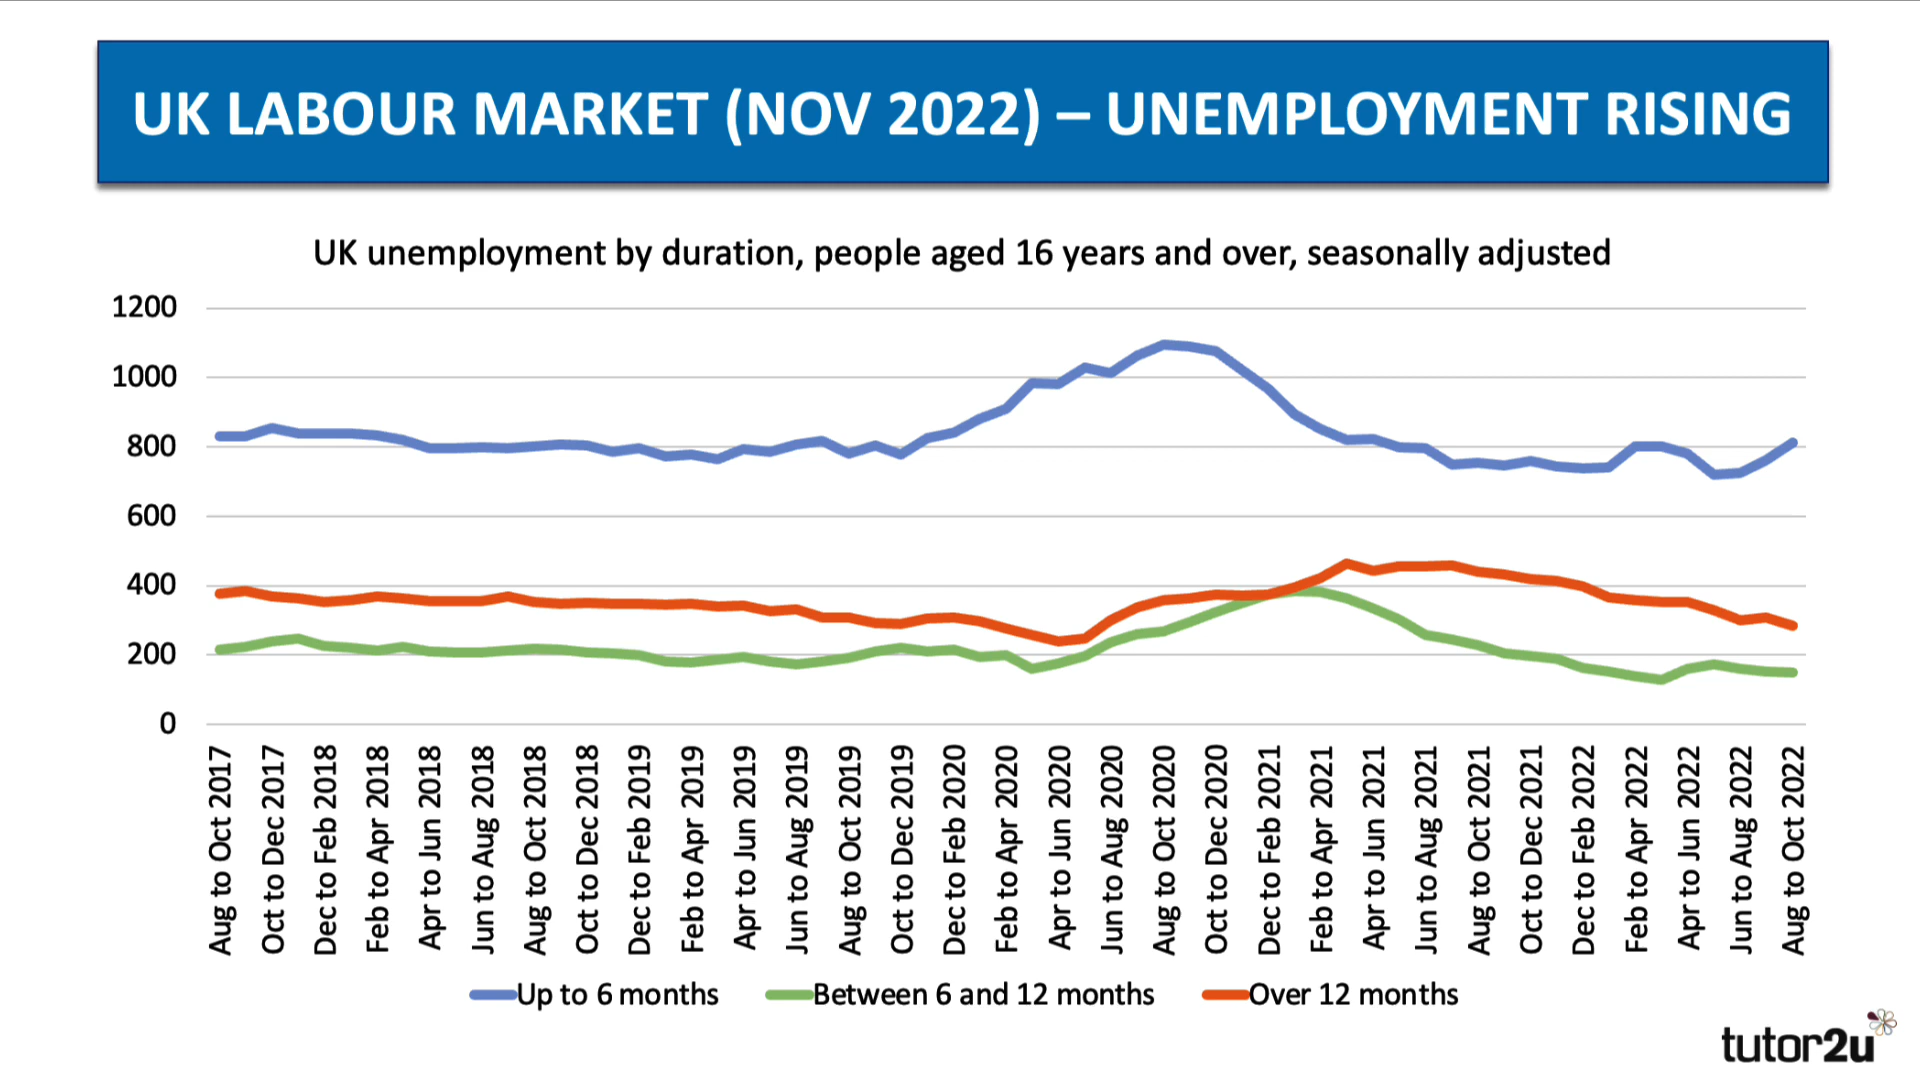 UK LABOUR MARKET (NOV 2022) – UNEMPLOYMENT RISING
UK unemployment by duration, people aged 16 years and over, seasonally adjusted
1200
1000
800
600
400
200
0
Aug to Oct 2017
Oct to Dec 2017
Dec to Feb 2018
Feb to Apr 2018
Apr to Jun 2018
Jun to Aug 2018
Aug to Oct 2018
Oct to Dec 2018
Dec to Feb 2019
Feb to Apr 2019
Apr to Jun 2019
Jun to Aug 2019
Aug to Oct 2019
Oct to Dec 2019
Dec to Feb 2020
Feb to Apr 2020
Apr to Jun 2020
Jun to Aug 2020
Aug to Oct 2020
Oct to Dec 2020
Dec to Feb 2021
Feb to Apr 2021
Apr to Jun 2021
Jun to Aug 2021
Aug to Oct 2021
Oct to Dec 2021
Dec to Feb 2022
Feb to Apr 2022
Apr to Jun 2022
Jun to Aug 2022
Aug to Oct 2022
Up to 6 months
Between 6 and 12 months
Over 12 months
tutor2u